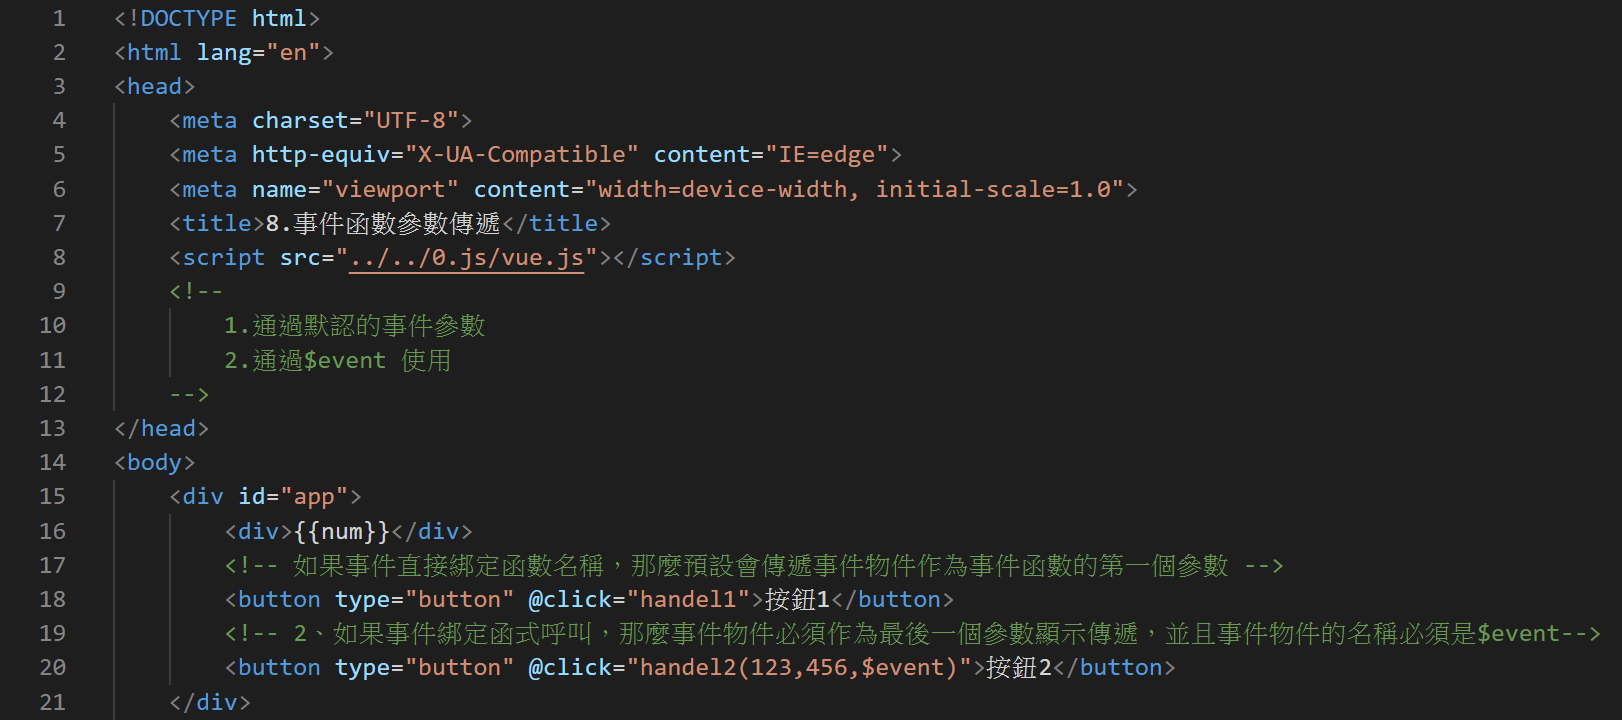 1 <!DOCTYPE html>
2 <html lang="en">
3 <head>
4 <meta charset="UTF-8">
5 <meta http-equiv="X-UA-Compatible" content="IE=edge">
6 <meta name="viewport" content="width=device-width, initial-scale=1.0">
7 <title>8.事件函數參數傳遞</title>
8 <script src="../../0.js/vue.js"></script>
9 <!--
10 1.通過默認的事件參數
11 2.通過$event 使用
12 -->
13 </head>
14 <body>
15 <div id="app">
16 <div>{{num}}</div>
17 <!-- 如果事件直接綁定函數名稱，那麼預設會傳遞事件物件作為事件函數的第一個參數 -->
18 <button type="button" @click="handel1">按鈕1</button>
19 <!-- 2、如果事件綁定函式呼叫，那麼事件物件必須作為最後一個參數顯示傳遞，並且事件物件的名稱必須是$event-->
20 <button type="button" @click="handel2(123,456,$event)">按鈕2</button>
21 </div>